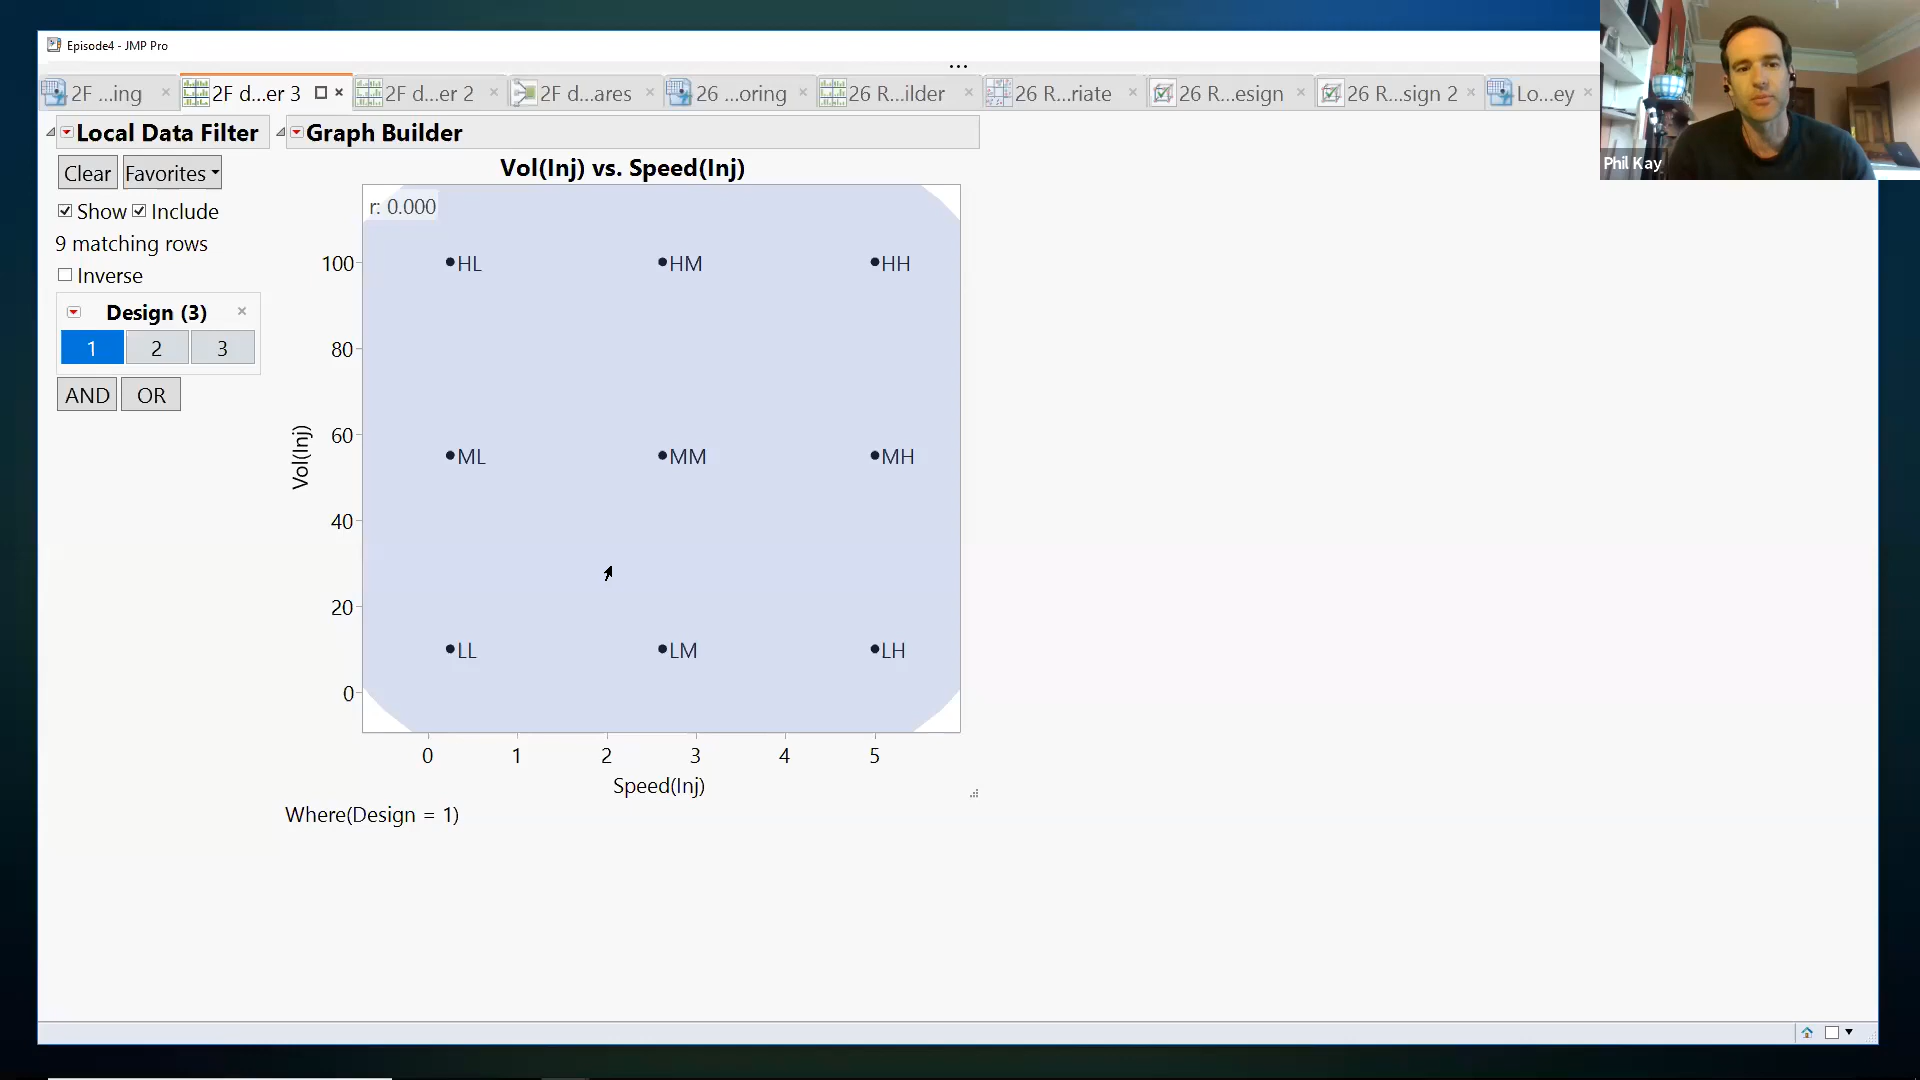 Episode4 - JMP Pro
2F ...ing
2F d...er 3
2F d...er 2
2F d...ares
26 ...oring
26 R...ilder
26 R...riate
26 R...esign
26 R...sign 2
Lo...ey
Phil Kay
Local Data Filter
Graph Builder
Clear
Favorites
Show
Include
9 matching rows
Inverse
Design (3)
1
2
3
AND
OR
Vol(Inj) vs. Speed(Inj)
r: 0.000
100
80
60
40
20
0
Vol(Inj)
HL
HM
HH
ML
MM
MH
LL
LM
LH
0
1
2
3
4
5
Speed(Inj)
Where(Design = 1)